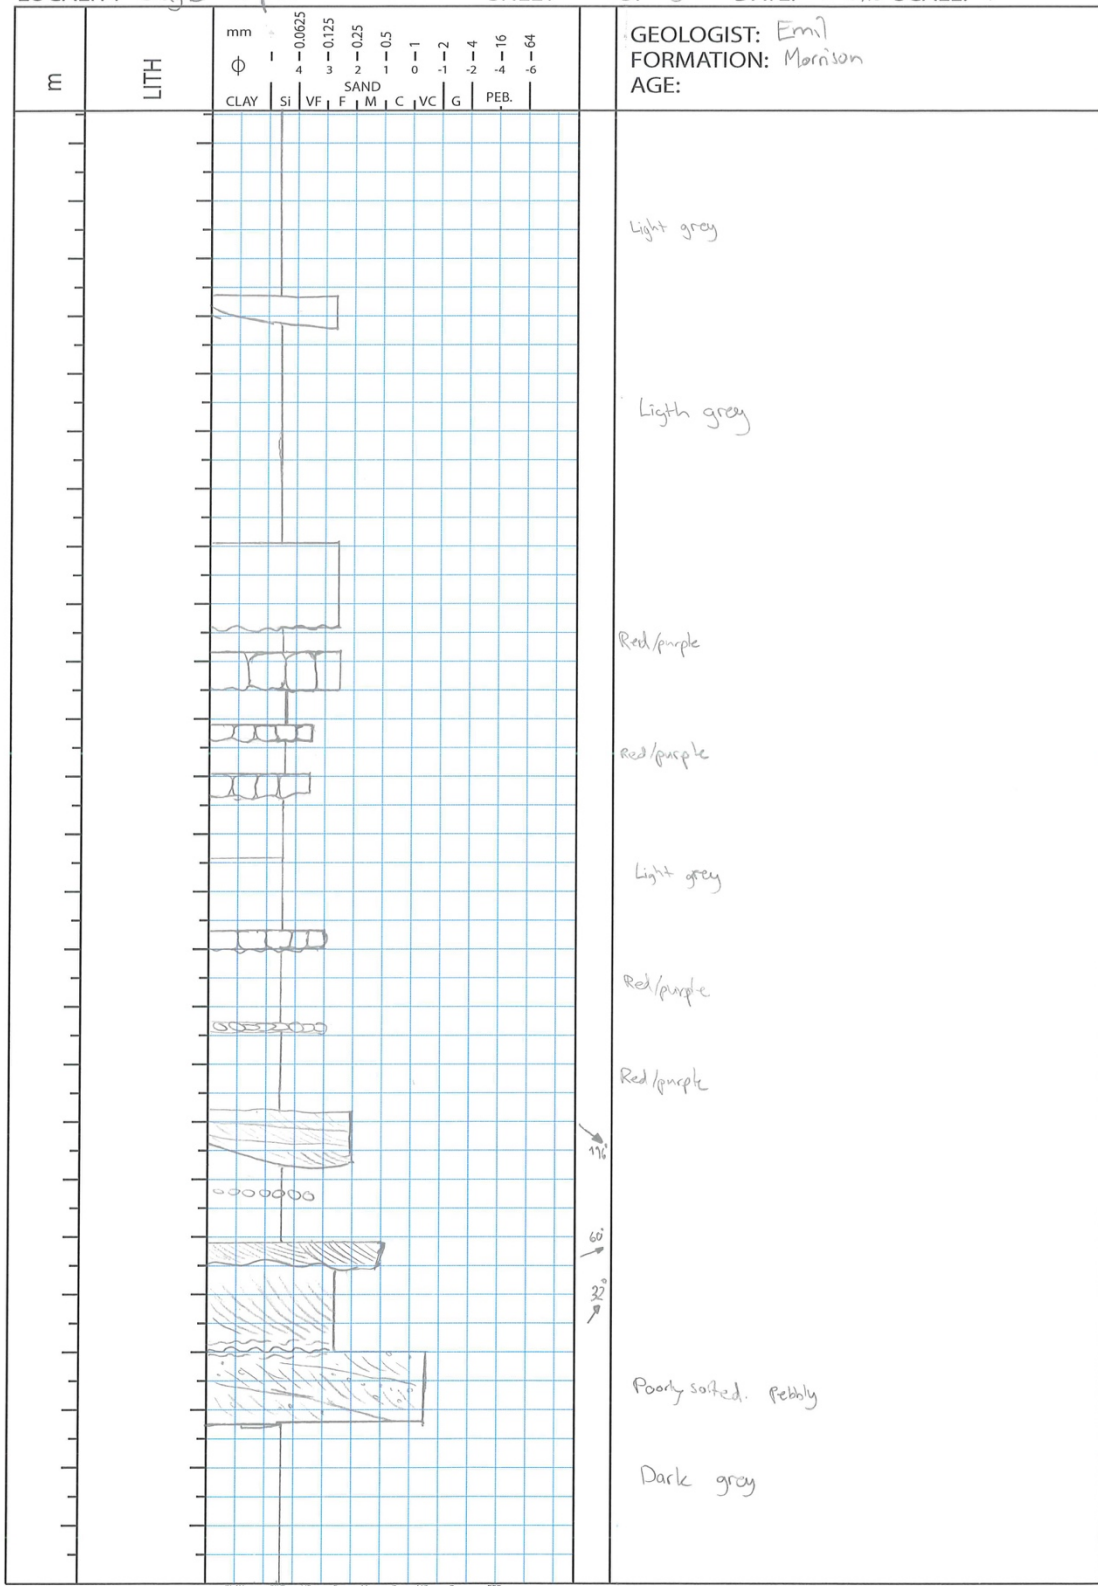 m
LITH
mm
0.0625
0.125
0.25
0.5
1
2
4
16
64
Φ
4
3
2
1
0
-1
-2
-4
-6
SAND
CLAY
Si
VF
F
M
C
VC
G
PEB.
GEOLOGIST: Emil
FORMATION: Morrison
AGE:
Light grey
Ligth grey
Red/purple
Red/purple
Light grey
Red/purple
Red/purple
60°
32°
Poorly sorted. Pebbly
Dark grey